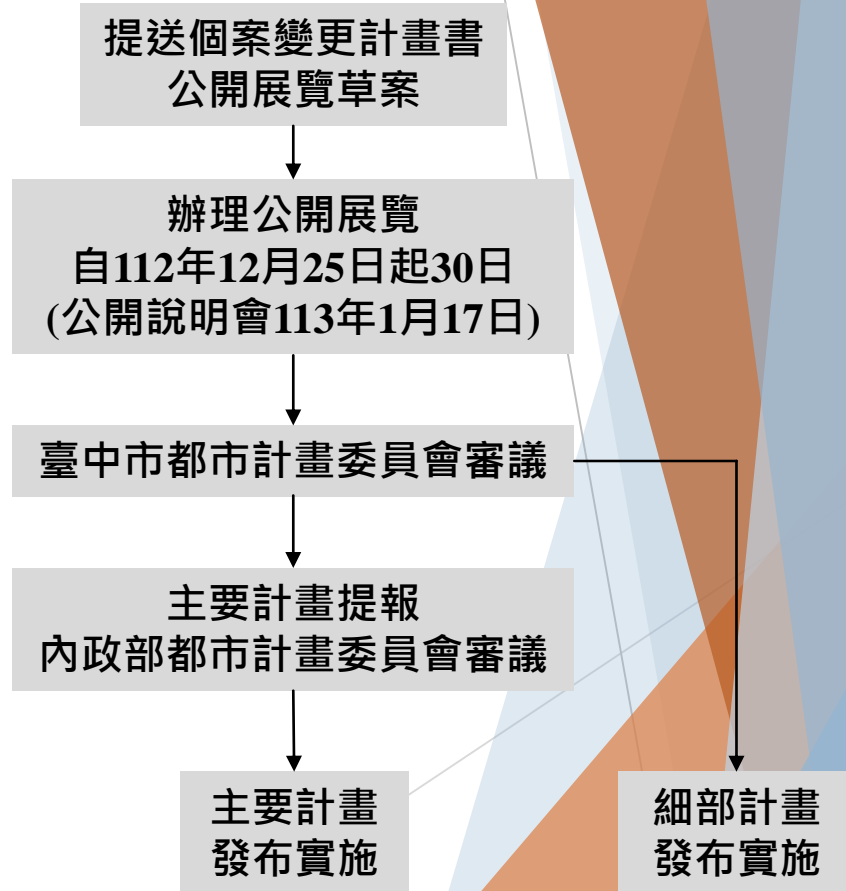 提送個案變更計畫書
公開展覽草案
辦理公開展覽
自112年12月25日起30日
(公開說明會113年1月17日)
臺中市都市計畫委員會審議
主要計畫提報
內政部都市計畫委員會審議
主要計畫
發布實施
細部計畫
發布實施